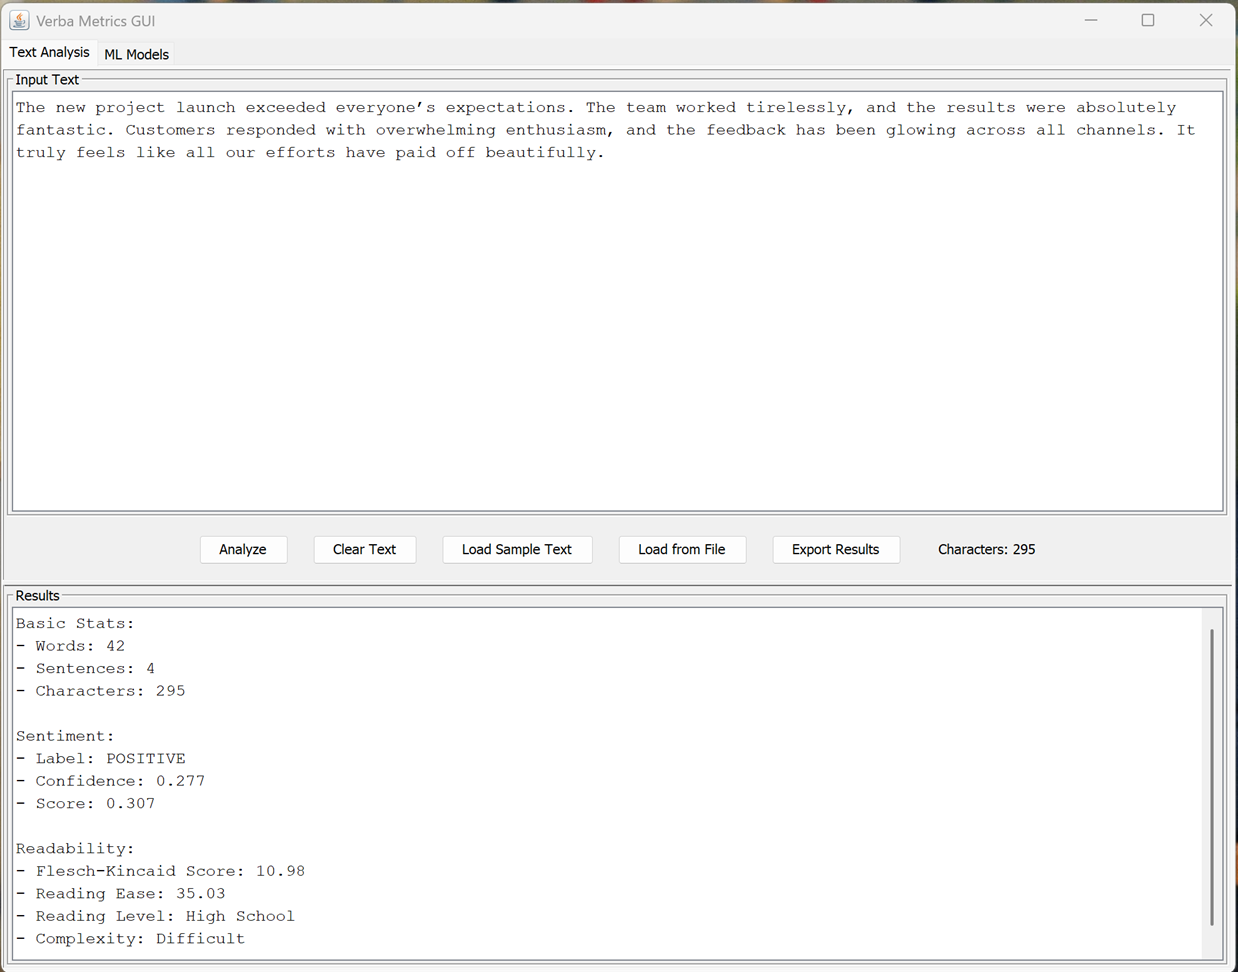 Verba Metrics GUI
Text Analysis ML Models
Input Text
The new project launch exceeded everyone’s expectations. The team worked tirelessly, and the results were absolutely
fantastic. Customers responded with overwhelming enthusiasm, and the feedback has been glowing across all channels. It
truly feels like all our efforts have paid off beautifully.
Analyze Clear Text Load Sample Text Load from File Export Results Characters: 295
Results
Basic Stats:
- Words: 42
- Sentences: 4
- Characters: 295
Sentiment:
- Label: POSITIVE
- Confidence: 0.277
- Score: 0.307
Readability:
- Flesch-Kincaid Score: 10.98
- Reading Ease: 35.03
- Reading Level: High School
- Complexity: Difficult